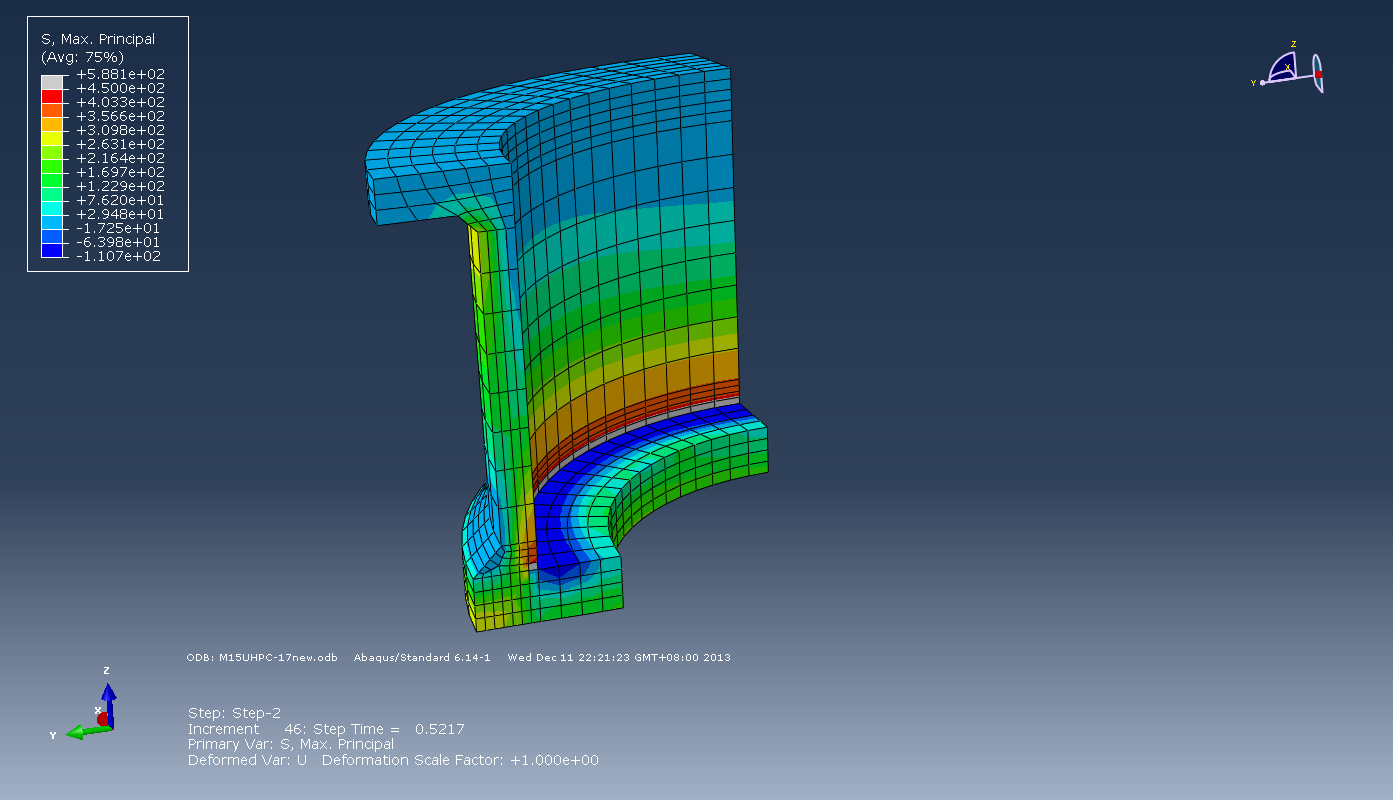 S, Max. Principal
(Avg: 75%)
+5.881e+02
+4.500e+02
+4.033e+02
+3.566e+02
+3.098e+02
+2.631e+02
+2.164e+02
+1.697e+02
+1.229e+02
+7.620e+01
+2.948e+01
-1.725e+01
-6.398e+01
-1.107e+02
Z
X
Y
ODB: M15UHPC-17new.odb Abaqus/Standard 6.14-1 Wed Dec 11 22:21:23 GMT+08:00 2013
Z
X
Y
Step: Step-2
Increment 46: Step Time = 0.5217
Primary Var: S, Max. Principal
Deformed Var: U Deformation Scale Factor: +1.000e+00